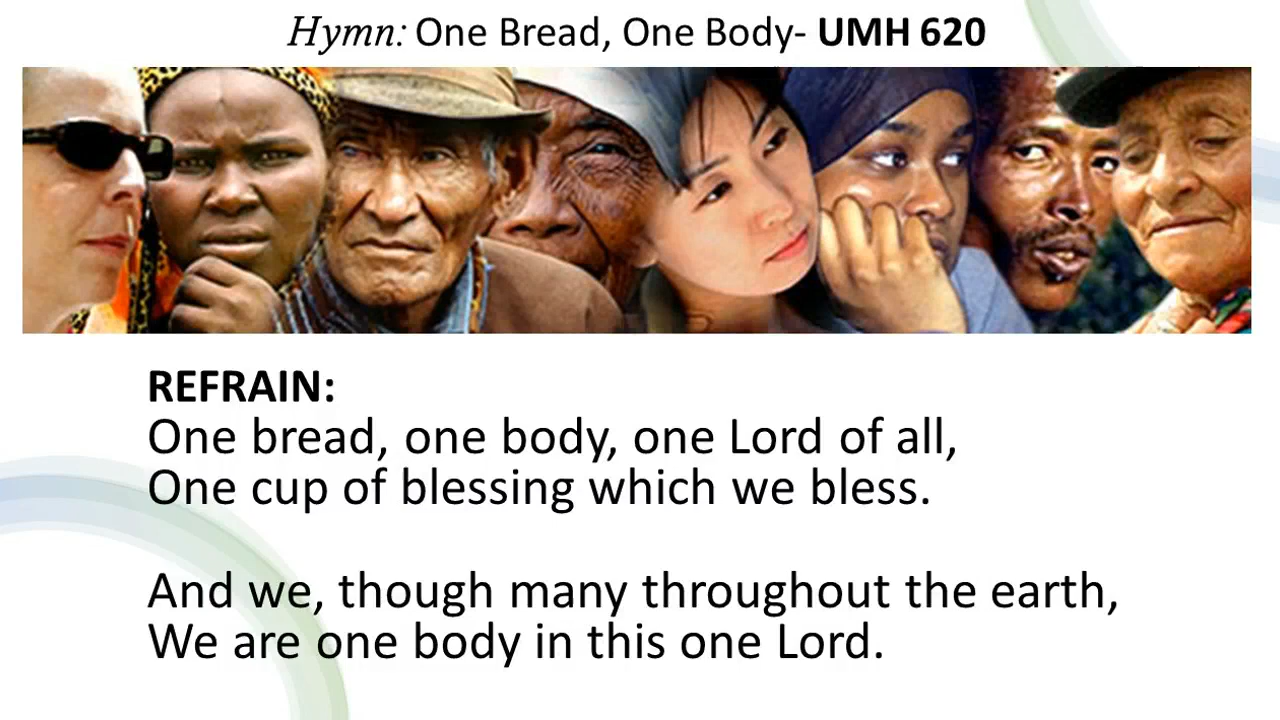 Hymn: One Bread, One Body- UMH 620
REFRAIN:
One bread, one body, one Lord of all,
One cup of blessing which we bless.
And we, though many throughout the earth,
We are one body in this one Lord.